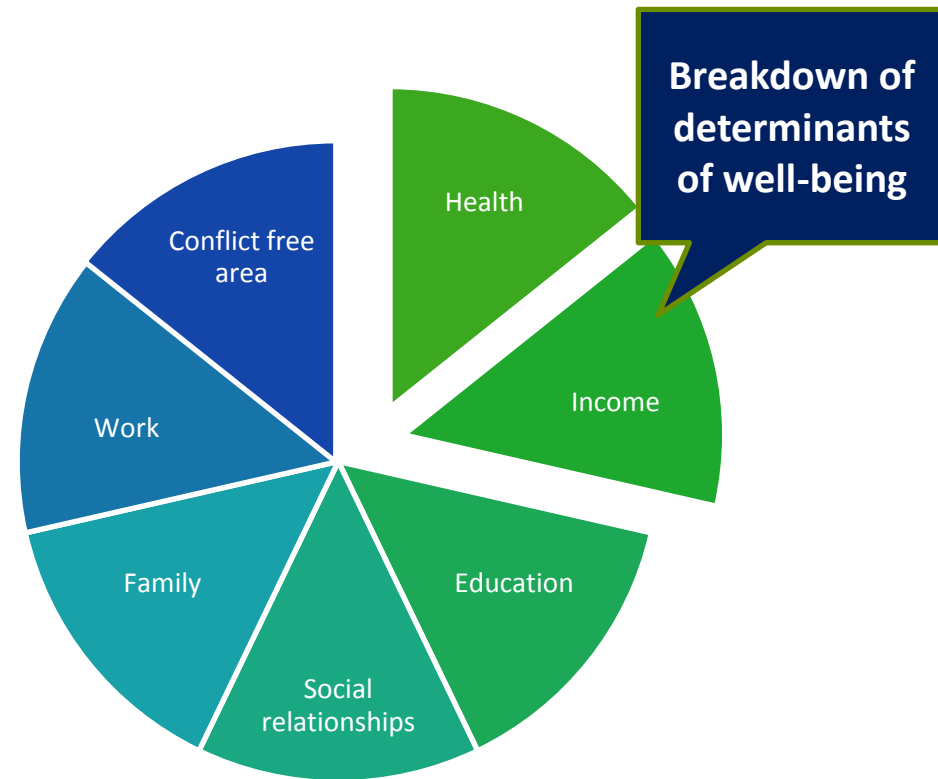 Breakdown of
determinants
of well-being
Health
Income
Education
Social
relationships
Family
Work
Conflict free
area